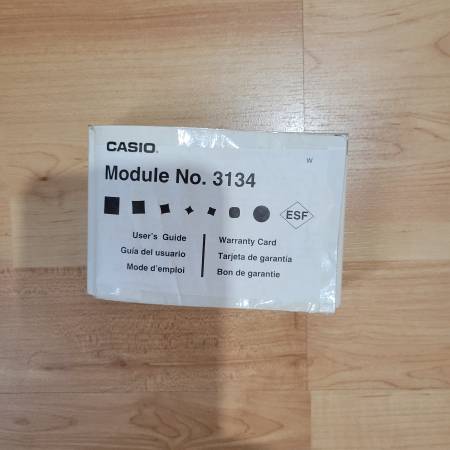 CASIO.
W
Module No. 3134
ESF
User's Guide
Guía del usuario
Mode d'emploi
Warranty Card
Tarjeta de garantía
Bon de garantie